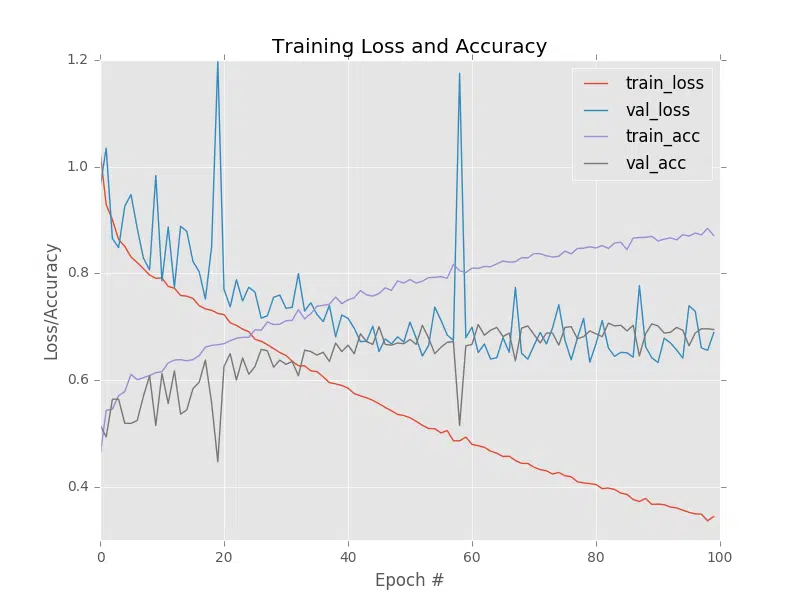 Training Loss and Accuracy
1.2
1.0
0.8
0.6
0.4
Loss/Accuracy
train_loss
val_loss
train_acc
val_acc
0 20 40 60 80 100
Epoch #